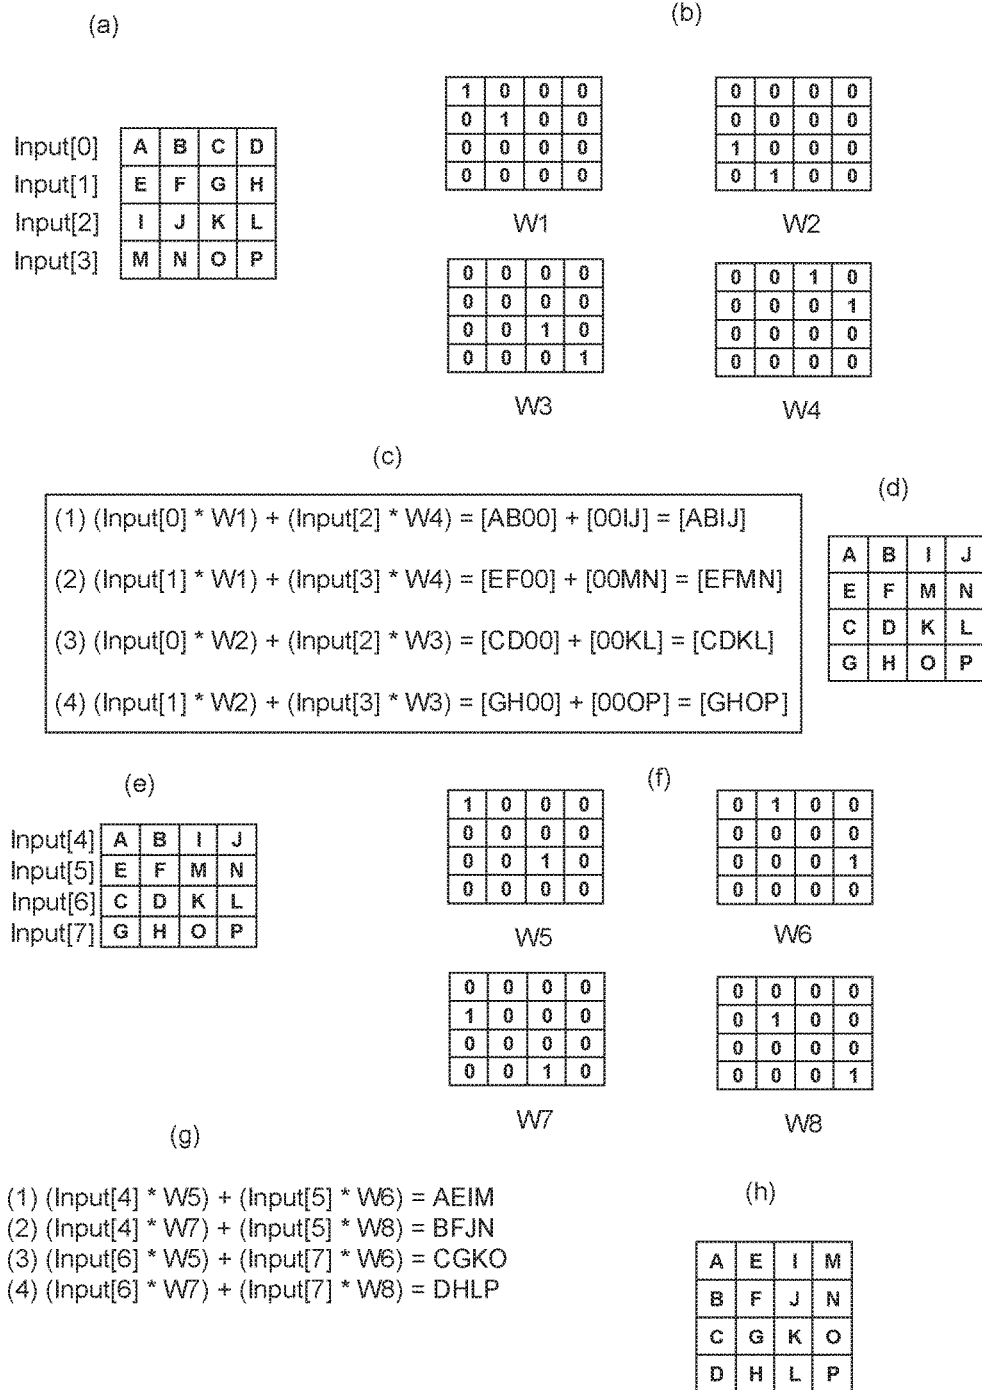 (a)
Input[0] A B C D
Input[1] E F G H
Input[2] I J K L
Input[3] M N O P
(b)
1 0 0 0
0 1 0 0
0 0 0 0
0 0 0 0
W1
0 0 0 0
0 0 0 0
1 0 0 0
0 1 0 0
W2
0 0 0 0
0 0 0 0
0 0 1 0
0 0 0 1
W3
0 0 1 0
0 0 0 1
0 0 0 0
0 0 0 0
W4
(c)
(1) (Input[0] * W1) + (Input[2] * W4) = [AB00] + [00IJ] = [ABIJ]
(2) (Input[1] * W1) + (Input[3] * W4) = [EF00] + [00MN] = [EFMN]
(3) (Input[0] * W2) + (Input[2] * W3) = [CD00] + [00KL] = [CDKL]
(4) (Input[1] * W2) + (Input[3] * W3) = [GH00] + [00OP] = [GHOP]
(d)
A B I J
E F M N
C D K L
G H O P
(e)
Input[4] A B I J
Input[5] E F M N
Input[6] C D K L
Input[7] G H O P
(f)
1 0 0 0
0 0 0 0
0 0 1 0
0 0 0 0
W5
0 1 0 0
0 0 0 0
0 0 0 1
0 0 0 0
W6
0 0 0 0
1 0 0 0
0 0 0 0
0 0 1 0
W7
0 0 0 0
0 1 0 0
0 0 0 0
0 0 0 1
W8
(g)
(1) (Input[4] * W5) + (Input[5] * W6) = AEIM
(2) (Input[4] * W7) + (Input[5] * W8) = BFJN
(3) (Input[6] * W5) + (Input[7] * W6) = CGKO
(4) (Input[6] * W7) + (Input[7] * W8) = DHLP
(h)
A E I M
B F J N
C G K O
D H L P